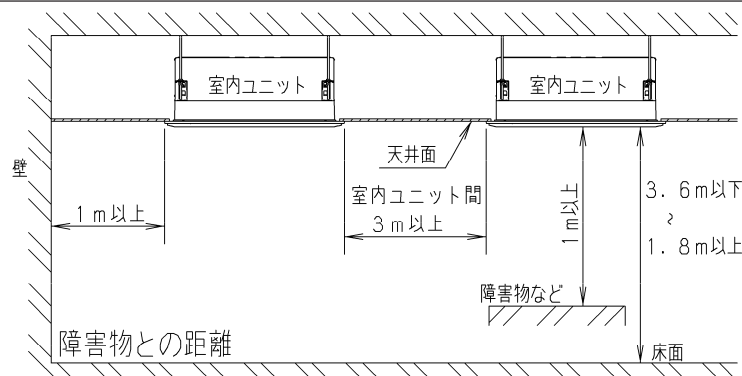 室内ユニット
室内ユニット
天井面
壁
1m以上
室内ユニット間
3m以上
1m以上
3.6m以下
~
1.8m以上
障害物など
障害物との距離
床面